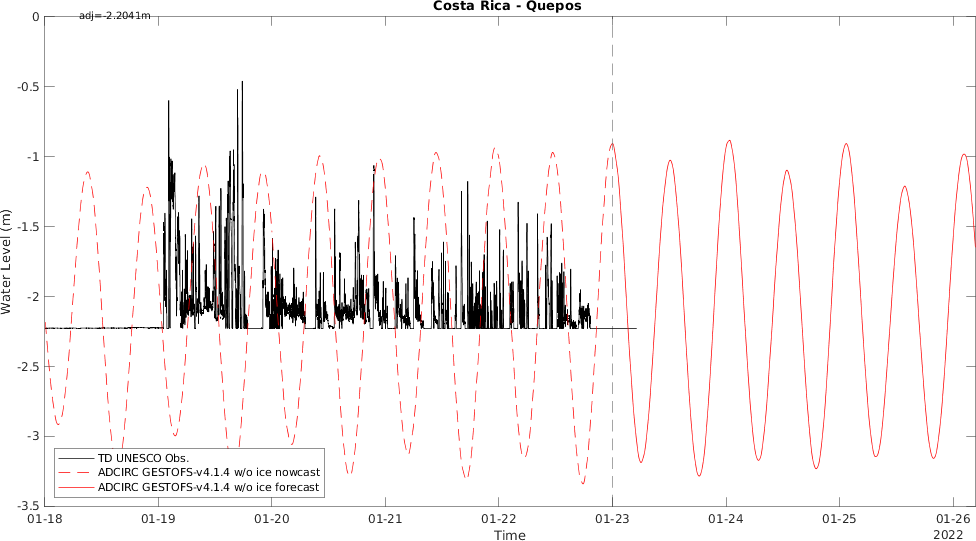 Costa Rica - Quepos
adj=-2.2041m
0
-0.5
-1
-1.5
-2
-2.5
-3
-3.5
Water Level (m)
TD UNESCO Obs.
ADCIRC GESTOFS-v4.1.4 w/o ice nowcast
ADCIRC GESTOFS-v4.1.4 w/o ice forecast
01-18 01-19 01-20 01-21 01-22 01-23 01-24 01-25 01-26
Time
2022